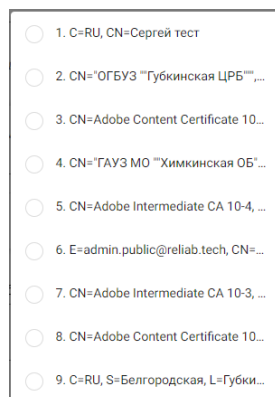 1. C=RU, CN=Сергей тест
2. CN="ОГБУЗ ""Губкинская ЦРБ""",...
3. CN=Adobe Content Certificate 10...
4. CN="ГАУЗ МО ""Химкинская ОБ"...
5. CN=Adobe Intermediate CA 10-4, ...
6. E=admin.public@reliab.tech, CN=...
7. CN=Adobe Intermediate CA 10-3, ...
8. CN=Adobe Content Certificate 10...
9. C=RU, S=Белгородская, L=Губки...